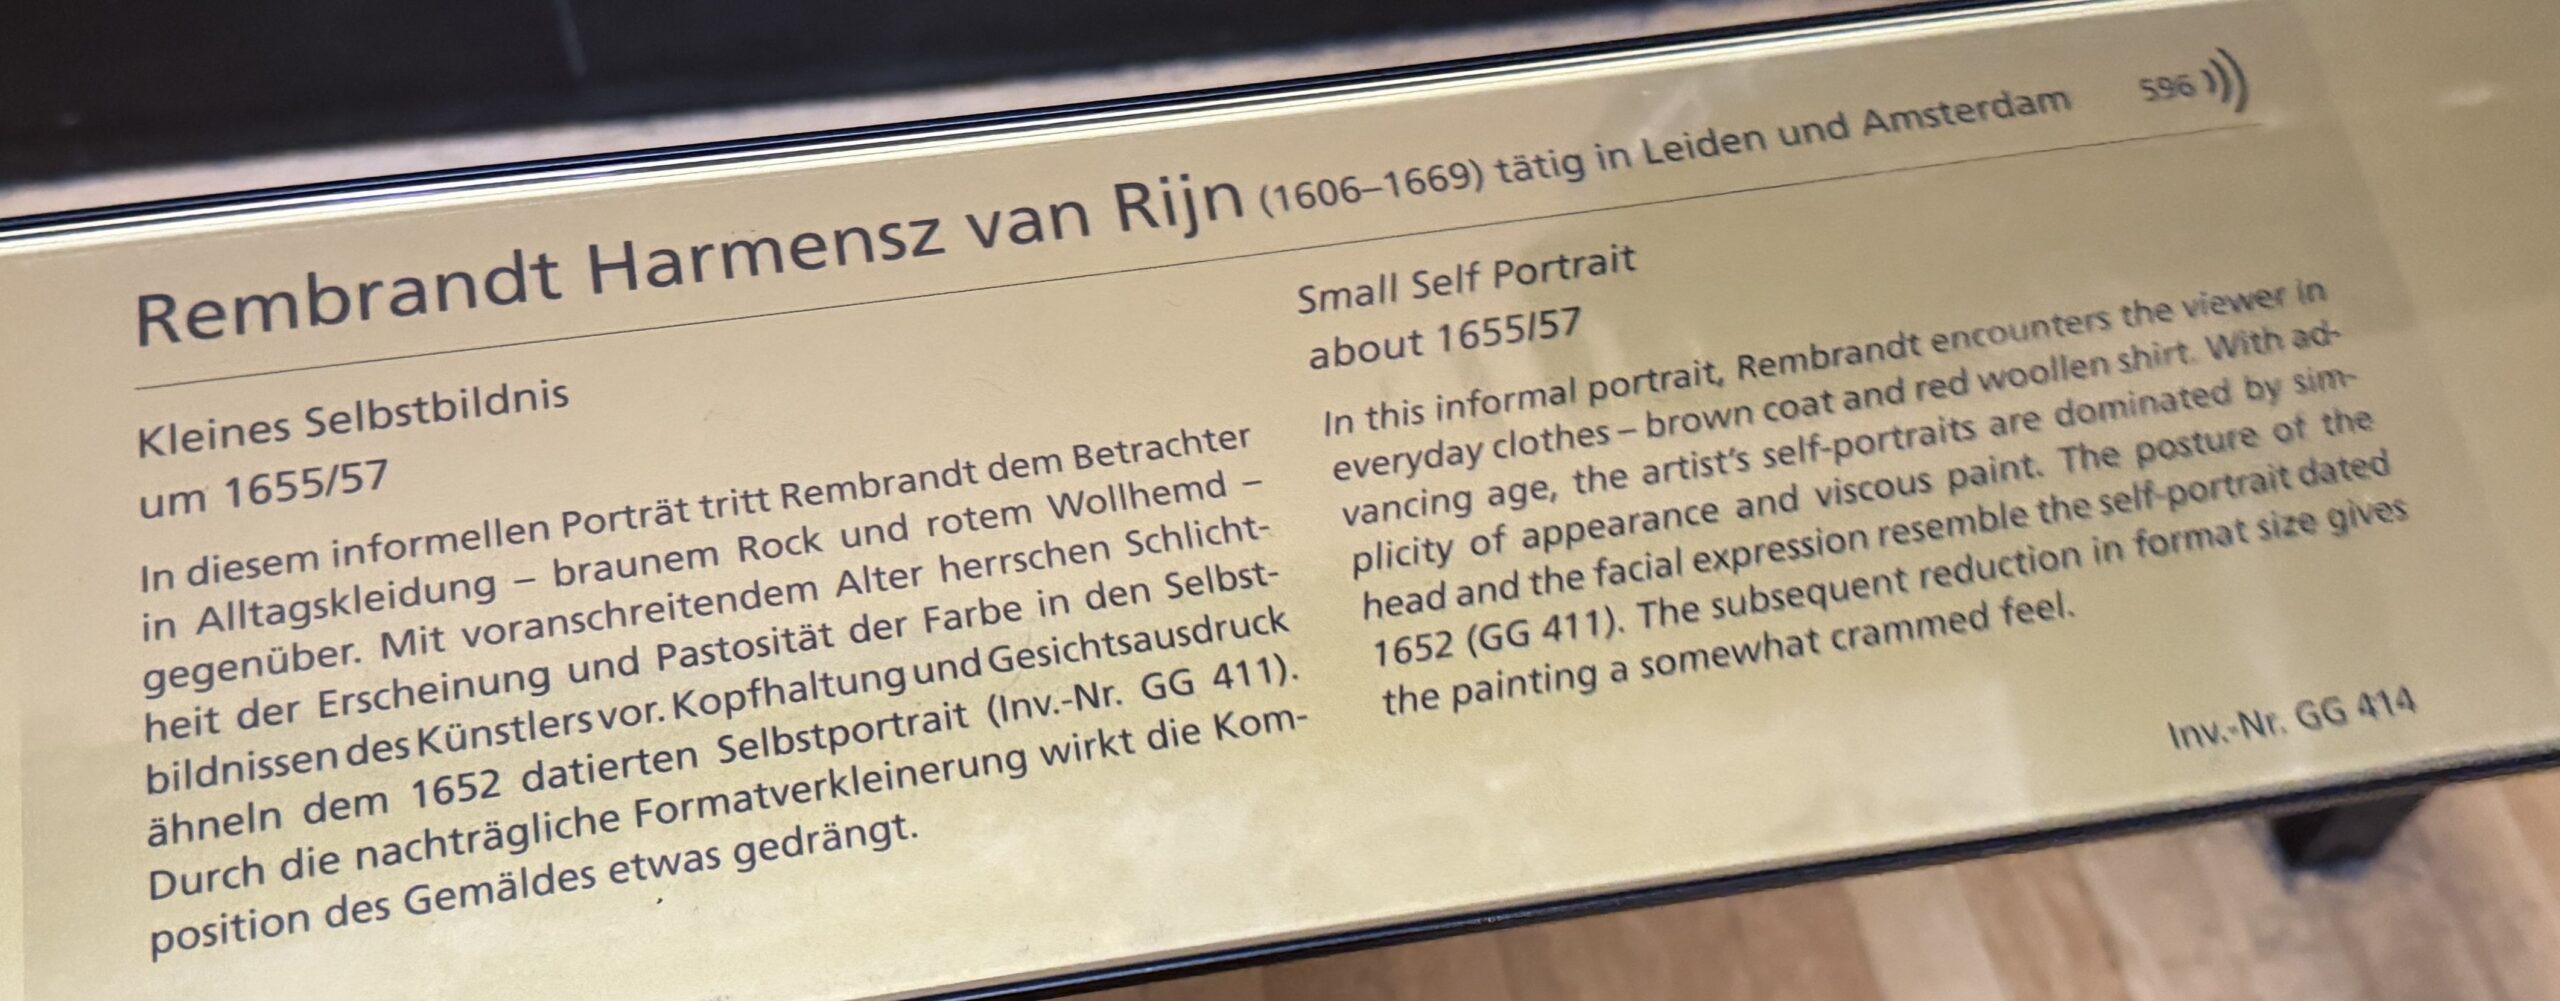 Rembrandt Harmensz van Rijn (1606–1669) tätig in Leiden und Amsterdam 596
Kleines Selbstbildnis
um 1655/57
In diesem informellen Porträt tritt Rembrandt dem Betrachter
in Alltagskleidung – braunem Rock und rotem Wollhemd –
gegenüber. Mit voranschreitendem Alter herrschen Schlicht-
heit der Erscheinung und Pastosität der Farbe in den Selbst-
bildnissen des Künstlers vor. Kopfhaltung und Gesichtsausdruck
ähneln dem 1652 datierten Selbstportrait (Inv.-Nr. GG 411).
Durch die nachträgliche Formatverkleinerung wirkt die Kom-
position des Gemäldes etwas gedrängt.
Small Self Portrait
about 1655/57
In this informal portrait, Rembrandt encounters the viewer in
everyday clothes – brown coat and red woollen shirt. With ad-
vancing age, the artist's self-portraits are dominated by sim-
plicity of appearance and viscous paint. The posture of the
head and the facial expression resemble the self-portrait dated
1652 (GG 411). The subsequent reduction in format size gives
the painting a somewhat crammed feel.
Inv.-Nr. GG 414